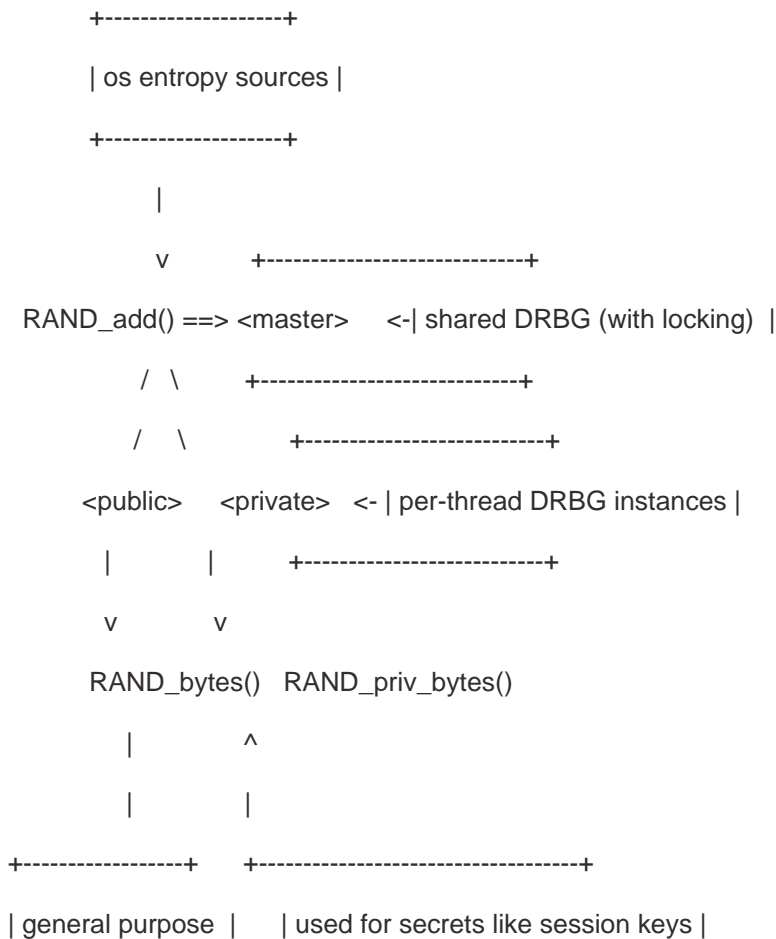 +--------------------+
| os entropy sources |
+--------------------+
|
v +-----------------------------+
RAND_add() ==> <master> <-| shared DRBG (with locking) |
/ \ +-----------------------------+
/ \ +---------------------------+
<public> <private> <- | per-thread DRBG instances |
| | +---------------------------+
v v
RAND_bytes() RAND_priv_bytes()
| ^
| |
+------------------+ +------------------------------------+
| general purpose | | used for secrets like session keys |